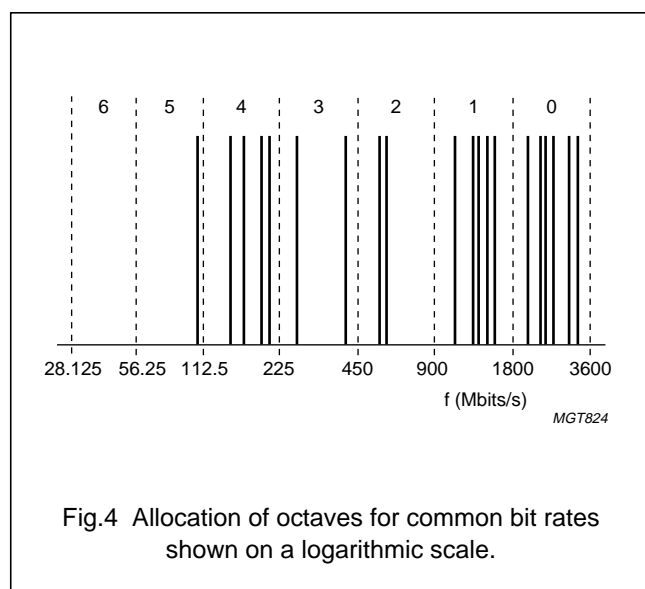 6 5 4 3 2 1 0
28.125 56.25 112.5 225 450 900 1800 3600
f (Mbits/s)
MGT824
Fig.4 Allocation of octaves for common bit rates
shown on a logarithmic scale.